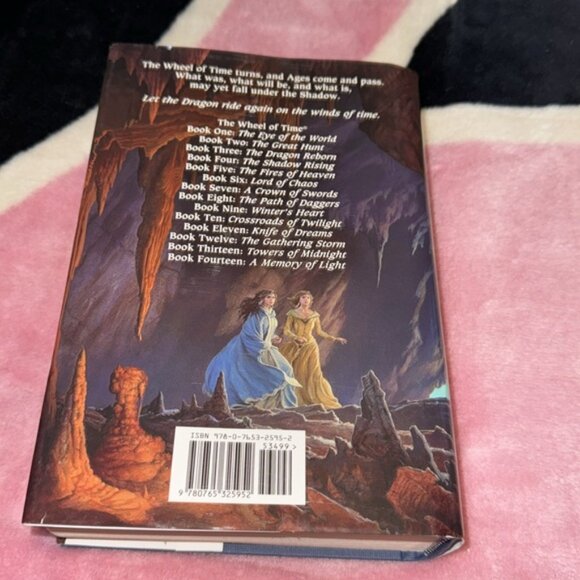 The Wheel of Time turns, and Ages come and pass.
What was, what will be, and what is,
may yet fall under the Shadow.
Let the Dragon ride again on the winds of time.
The Wheel of Time®
Book One: The Eye of the World
Book Two: The Great Hunt
Book Three: The Dragon Reborn
Book Four: The Shadow Rising
Book Five: The Fires of Heaven
Book Six: Lord of Chaos
Book Seven: A Crown of Swords
Book Eight: The Path of Daggers
Book Nine: Winter's Heart
Book Ten: Crossroads of Twilight
Book Eleven: Knife of Dreams
Book Twelve: The Gathering Storm
Book Thirteen: Towers of Midnight
Book Fourteen: A Memory of Light
ISBN 978-0-7653-2595-2
53499>
9 780765 325952